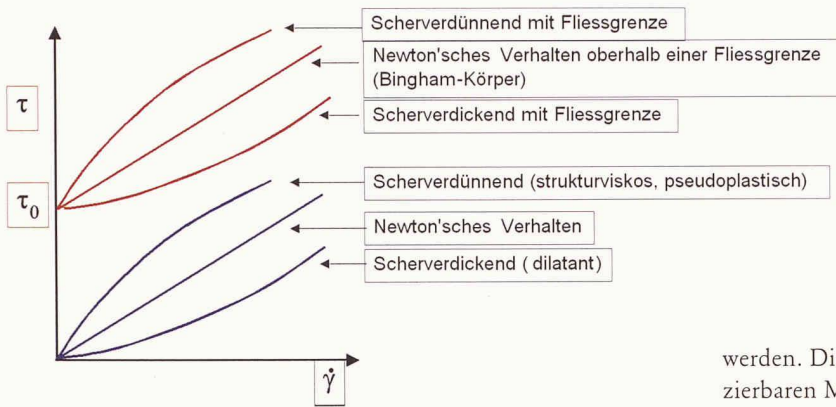 Scherverdünnend mit Fliessgrenze
Newton'sches Verhalten oberhalb einer Fliessgrenze
(Bingham-Körper)
τ
Scherverdickend mit Fliessgrenze
Scherverdünnend (strukturviskos, pseudoplastisch)
τ0
Newton'sches Verhalten
Scherverdickend ( dilatant)
γ̇
werden. Di
zierbaren M